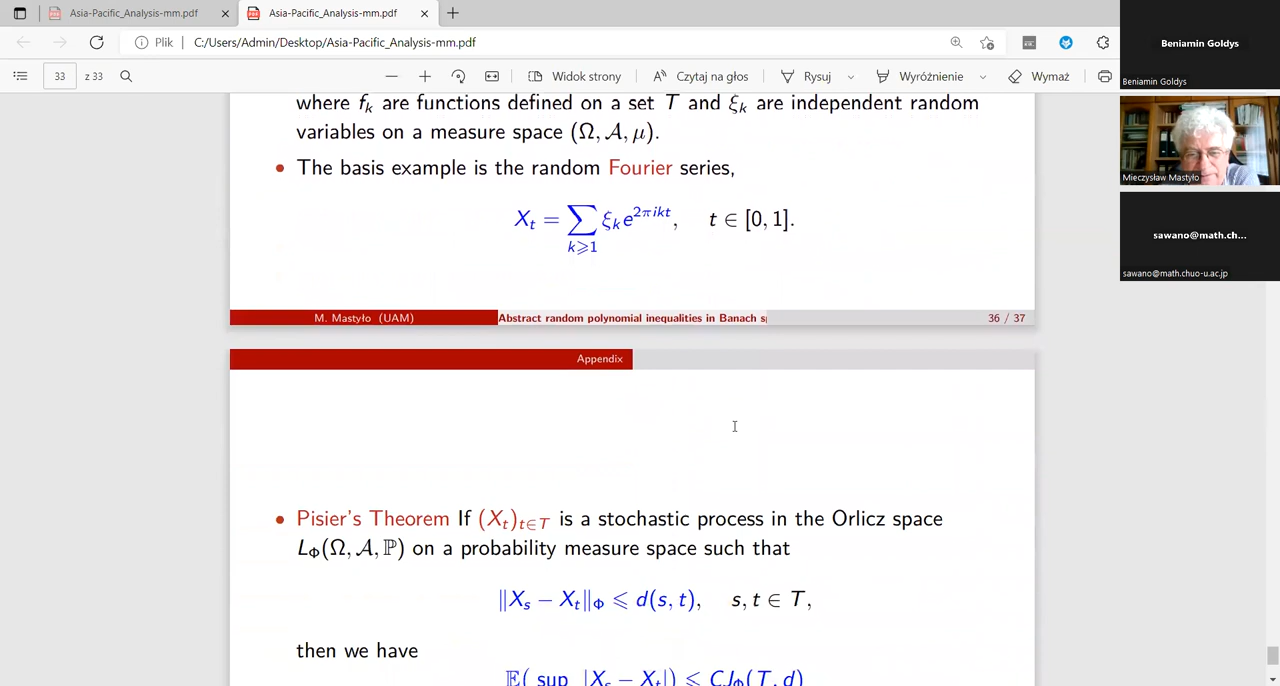 Asia-Pacific_Analysis-mm.pdf
Asia-Pacific_Analysis-mm.pdf
Plik
C:/Users/Admin/Desktop/Asia-Pacific_Analysis-mm.pdf
33 z 33
Widok strony
Czytaj na głos
Rysuj
Wyróżnienie
Wymaż
where f_k are functions defined on a set T and ξ_k are independent random
variables on a measure space (Ω, 𝒜, μ).
• The basis example is the random Fourier series,
X_t = ∑_{k⩾1} ξ_k e^{2πikt}, t ∈ [0, 1].
M. Mastyło (UAM)
Abstract random polynomial inequalities in Banach sp
36 / 37
Appendix
• Pisier's Theorem If (X_t)_{t∈T} is a stochastic process in the Orlicz space
L_Φ(Ω, 𝒜, ℙ) on a probability measure space such that
‖X_s − X_t‖_Φ ⩽ d(s, t), s, t ∈ T,
then we have
𝔼( sup |X_s − X_t|) ⩽ CJ_Φ(T, d)
Beniamin Goldys
Beniamin Goldys
Mieczysław Mastyło
sawano@math.ch...
sawano@math.chuo-u.ac.jp